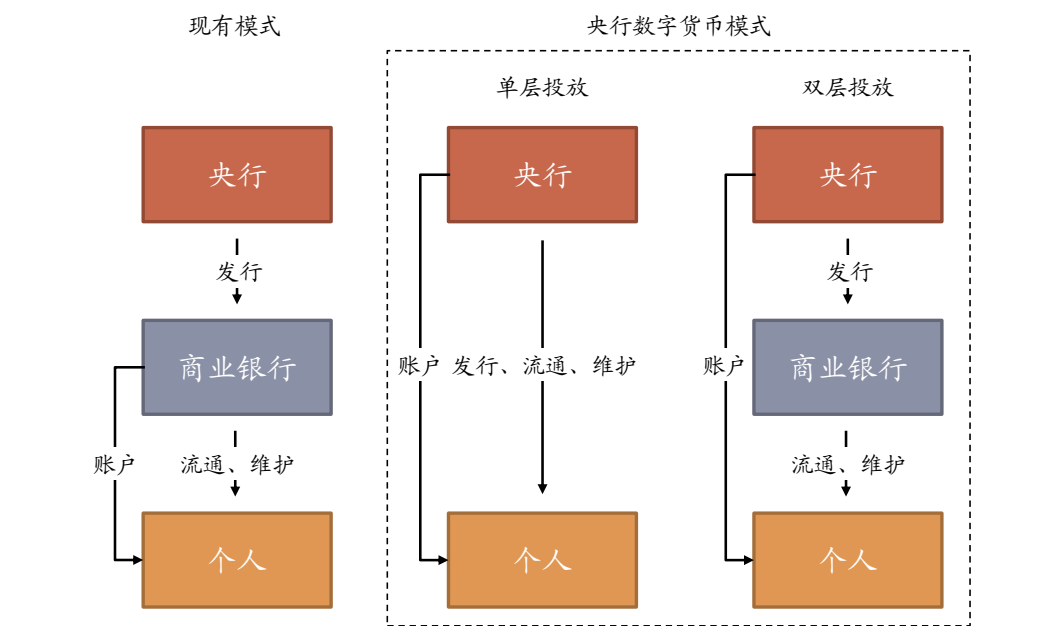 现有模式
央行数字货币模式
单层投放
双层投放
央行
央行
央行
发行
发行
商业银行
账户
发行、流通、维护
账户
商业银行
账户
流通、维护
流通、维护
个人
个人
个人